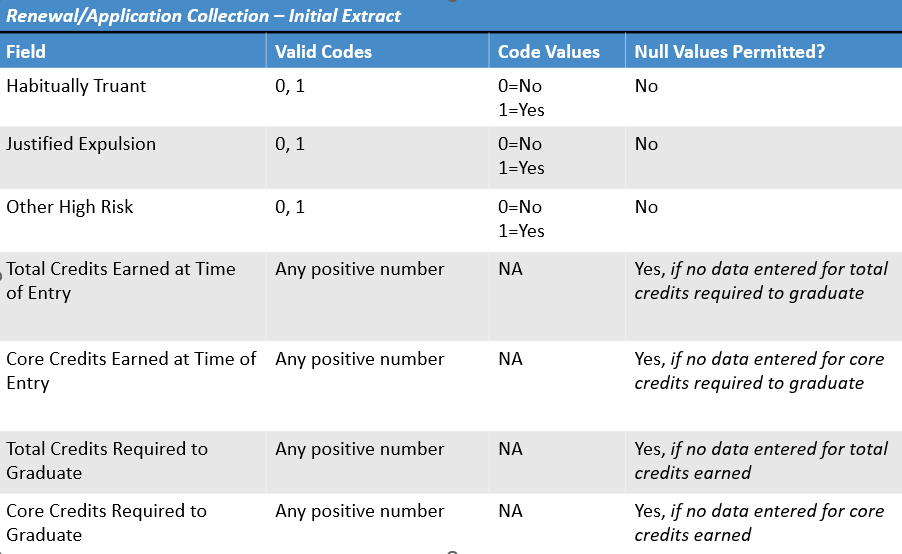 Renewal/Application Collection – Initial Extract
Field Valid Codes Code Values Null Values Permitted?
Habitually Truant 0, 1 0=No No
1=Yes
Justified Expulsion 0, 1 0=No No
1=Yes
Other High Risk 0, 1 0=No No
1=Yes
Total Credits Earned at Time Any positive number NA Yes, if no data entered for total
of Entry credits required to graduate
Core Credits Earned at Time of Any positive number NA Yes, if no data entered for core
Entry credits required to graduate
Total Credits Required to Any positive number NA Yes, if no data entered for total
Graduate credits earned
Core Credits Required to Any positive number NA Yes, if no data entered for core
Graduate credits earned